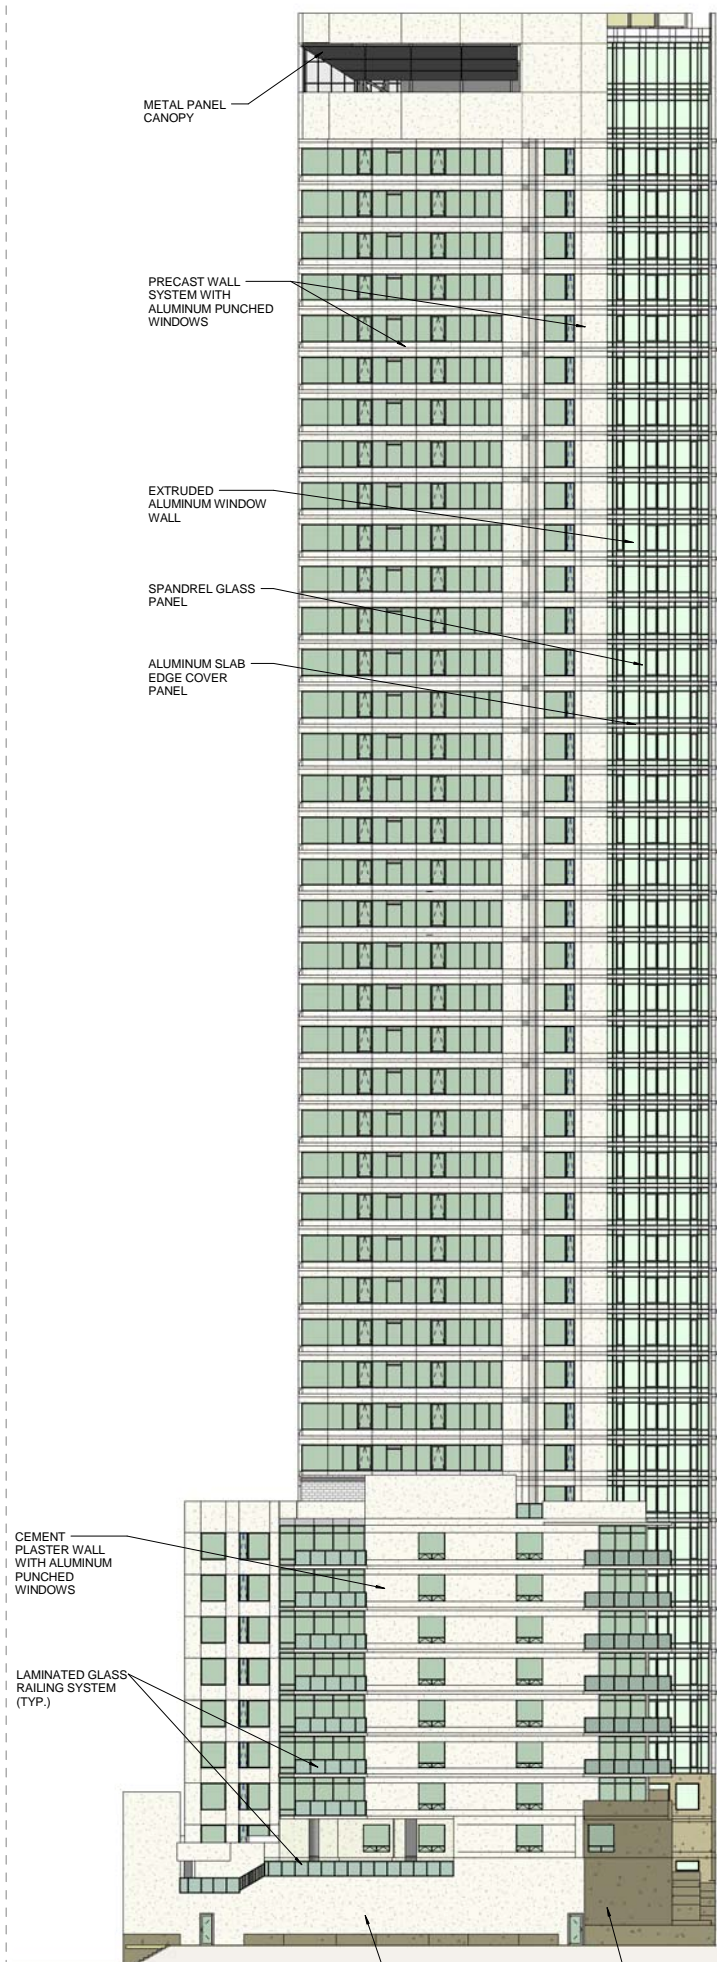 METAL PANEL
CANOPY
PRECAST WALL
SYSTEM WITH
ALUMINUM PUNCHED
WINDOWS
EXTRUDED
ALUMINUM WINDOW
WALL
SPANDREL GLASS
PANEL
ALUMINUM SLAB
EDGE COVER
PANEL
CEMENT
PLASTER WALL
WITH ALUMINUM
PUNCHED
WINDOWS
LAMINATED GLASS
RAILING SYSTEM
(TYP.)